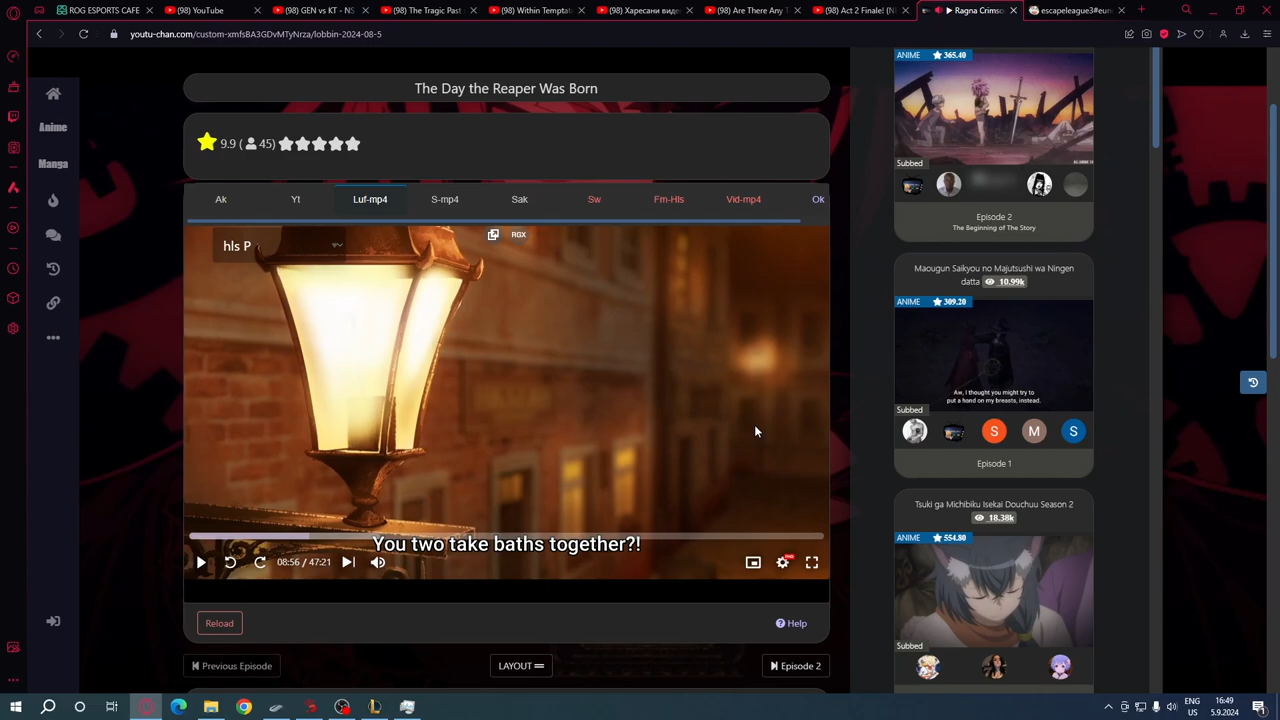 ROG ESPORTS CAFE
(98) YouTube
(98) GEN vs KT - NS
(98) The Tragic Past
(98) Within Temptat
(98) Харесани видео
(98) Are There Any T
(98) Act 2 Finale! (N
Ragna Crimso
escapeleague3#eun
youtu-chan.com/custom-xmfsBA3GDvMTyNrza/lobbin-2024-08-5
Anime
Manga
The Day the Reaper Was Born
9.9 ( 45)
Ak
Yt
Luf-mp4
S-mp4
Sak
Sw
Fm-Hls
Vid-mp4
Ok
hls P
RGX
You two take baths together?!
08:56 / 47:21
Reload
Help
Previous Episode
LAYOUT
Episode 2
ANIME 365.40
Subbed
Episode 2
The Beginning of The Story
Maougun Saikyou no Majutsushi wa Ningen
datta 10.99k
ANIME 309.20
Aw, I thought you might try to
put a hand on my breasts, instead.
Subbed
S
M
S
Episode 1
Tsuki ga Michibiku Isekai Douchuu Season 2
18.38k
ANIME 554.80
Subbed
ENG
US
16:49
5.9.2024